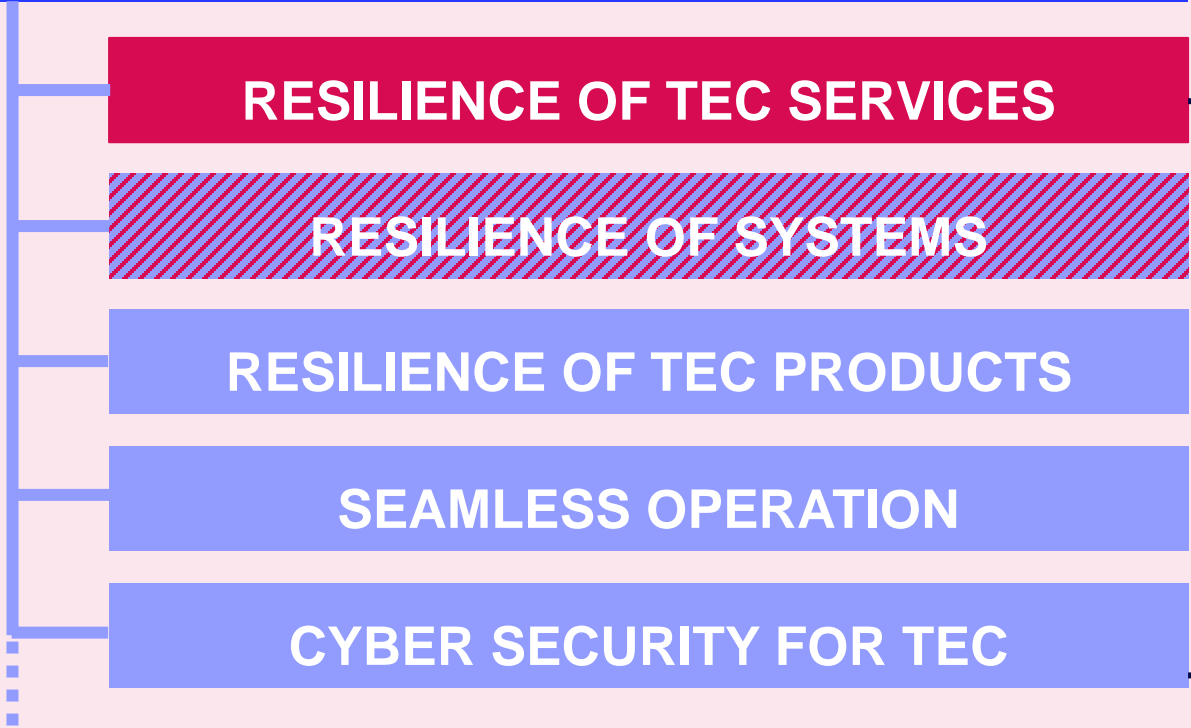 RESILIENCE OF TEC SERVICES
RESILIENCE OF SYSTEMS
RESILIENCE OF TEC PRODUCTS
SEAMLESS OPERATION
CYBER SECURITY FOR TEC